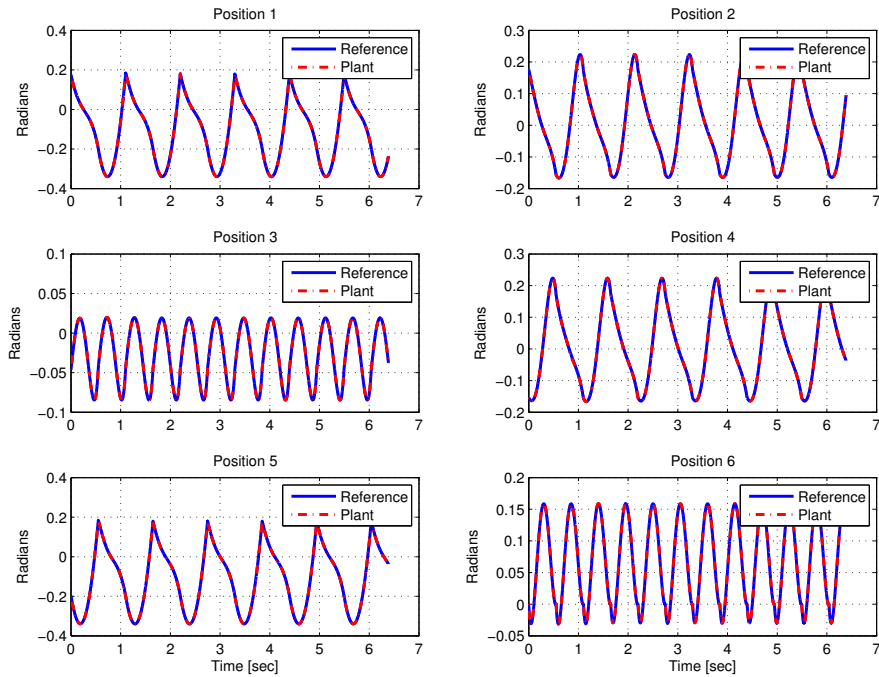 Position 1
0.4
0.2
0
−0.2
−0.4
Radians
0 1 2 3 4 5 6 7
Reference
Plant
Position 2
0.3
0.2
0.1
0
−0.1
−0.2
Radians
0 1 2 3 4 5 6 7
Reference
Plant
Position 3
0.1
0.05
0
−0.05
−0.1
Radians
0 1 2 3 4 5 6 7
Reference
Plant
Position 4
0.3
0.2
0.1
0
−0.1
−0.2
Radians
0 1 2 3 4 5 6 7
Reference
Plant
Position 5
0.4
0.2
0
−0.2
−0.4
Radians
0 1 2 3 4 5 6 7
Time [sec]
Reference
Plant
Position 6
0.2
0.15
0.1
0.05
0
−0.05
Radians
0 1 2 3 4 5 6 7
Time [sec]
Reference
Plant